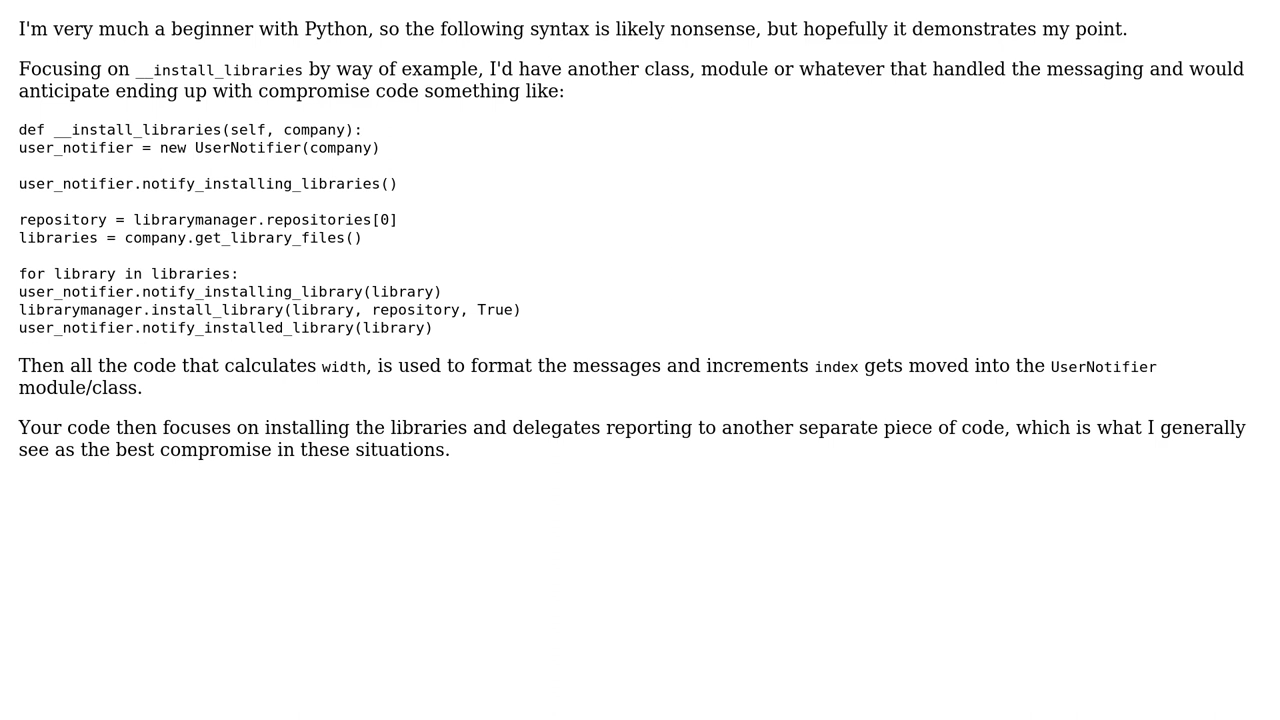 I'm very much a beginner with Python, so the following syntax is likely nonsense, but hopefully it demonstrates my point.
Focusing on __install_libraries by way of example, I'd have another class, module or whatever that handled the messaging and would
anticipate ending up with compromise code something like:
def __install_libraries(self, company):
user_notifier = new UserNotifier(company)
user_notifier.notify_installing_libraries()
repository = librarymanager.repositories[0]
libraries = company.get_library_files()
for library in libraries:
user_notifier.notify_installing_library(library)
librarymanager.install_library(library, repository, True)
user_notifier.notify_installed_library(library)
Then all the code that calculates width, is used to format the messages and increments index gets moved into the UserNotifier
module/class.
Your code then focuses on installing the libraries and delegates reporting to another separate piece of code, which is what I generally
see as the best compromise in these situations.